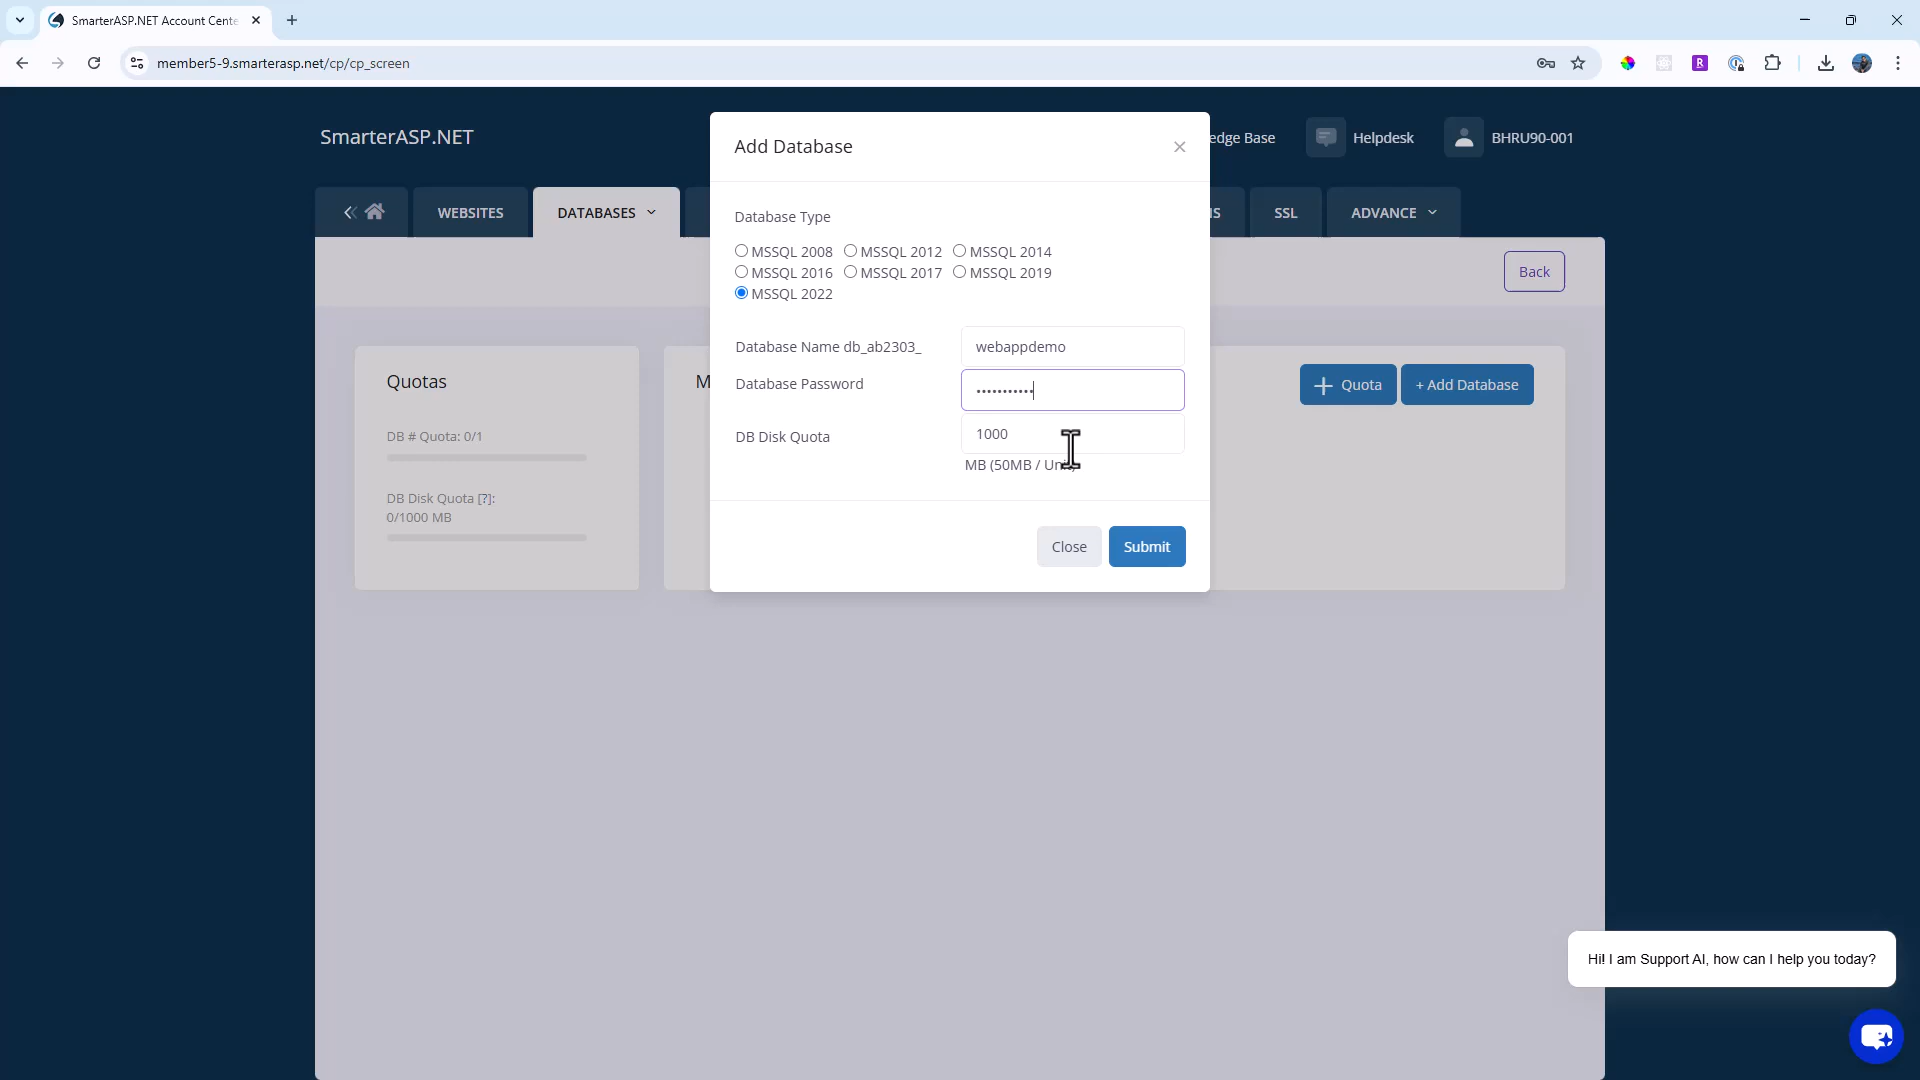 SmarterASP.NET Account Cente
member5-9.smarterasp.net/cp/cp_screen
SmarterASP.NET
edge Base
Helpdesk
BHRU90-001
WEBSITES
DATABASES
SSL
ADVANCE
Back
Add Database
Database Type
MSSQL 2008 MSSQL 2012 MSSQL 2014
MSSQL 2016 MSSQL 2017 MSSQL 2019
MSSQL 2022
Database Name db_ab2303_ webappdemo
Database Password •••••••••••
DB Disk Quota 1000
MB (50MB / Unit)
Close Submit
Quotas
DB # Quota: 0/1
DB Disk Quota [?]:
0/1000 MB
M
+ Quota
+ Add Database
Hi! I am Support AI, how can I help you today?